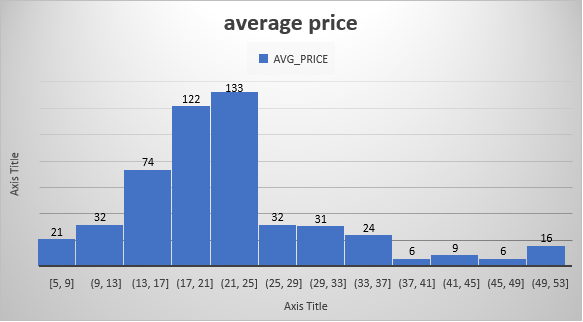 average price
AVG_PRICE
133
122
74
32
32
31
24
21
16
6
9
6
Axis Title
[5, 9] (9, 13] (13, 17] (17, 21] (21, 25] (25, 29] (29, 33] (33, 37] (37, 41] (41, 45] (45, 49] (49, 53]
Axis Title